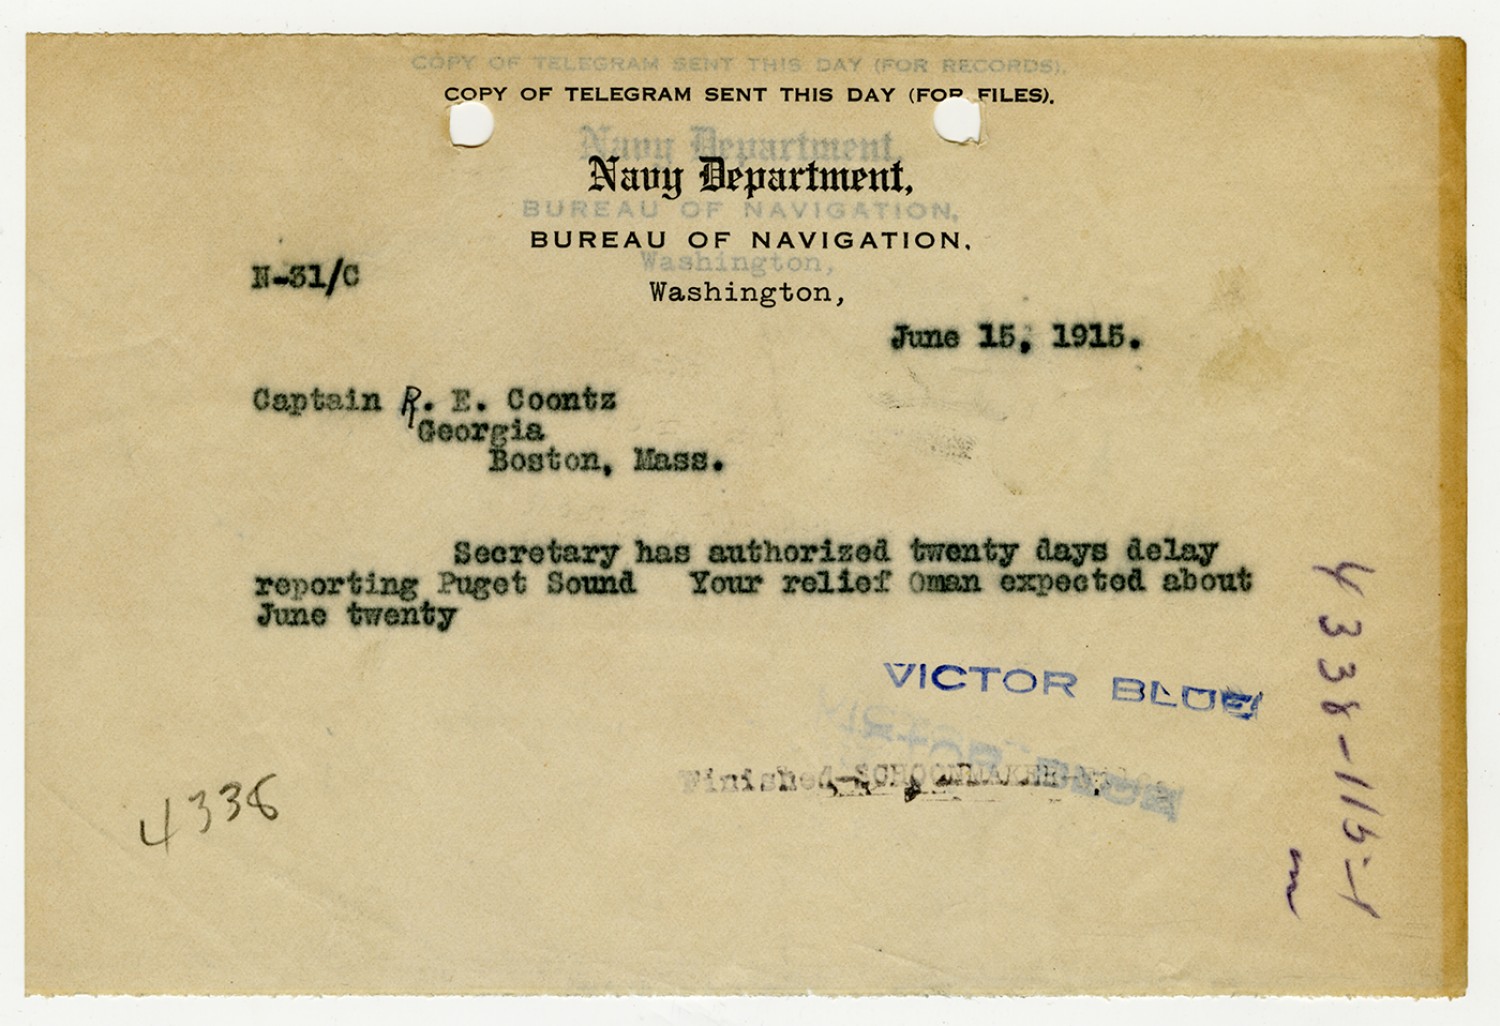 COPY OF TELEGRAM SENT THIS DAY (FOR RECORDS).
COPY OF TELEGRAM SENT THIS DAY (FOR FILES).
Navy Department,
Navy Department,
BUREAU OF NAVIGATION,
BUREAU OF NAVIGATION,
Washington,
N-31/C
Washington,
June 15, 1915.
Captain R. E. Coontz
Georgia
Boston, Mass.
Secretary has authorized twenty days delay
reporting Puget Sound Your relief Oman expected about
June twenty
VICTOR BLUE
Finished
4338
4338-115-1
m